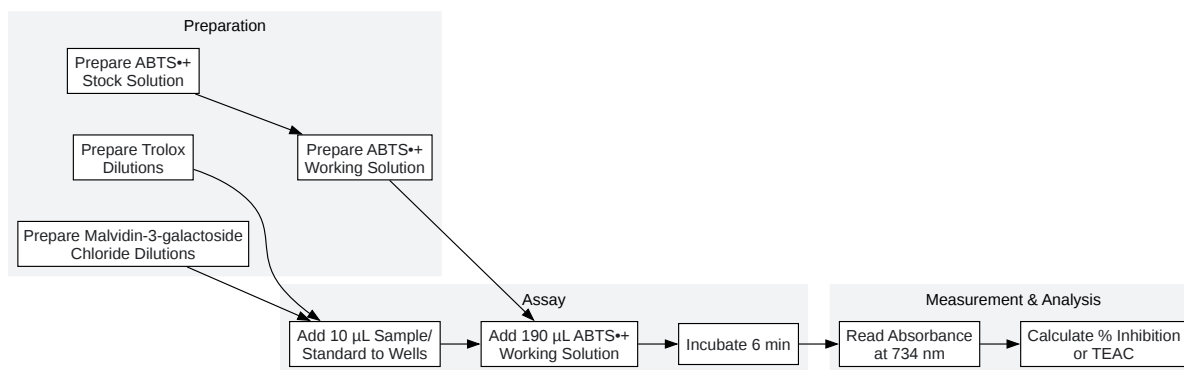 Preparation
Prepare ABTS•+
Stock Solution
Prepare Trolox
Dilutions
Prepare ABTS•+
Working Solution
Prepare Malvidin-3-galactoside
Chloride Dilutions
Assay
Add 10 µL Sample/
Standard to Wells
Add 190 µL ABTS•+
Working Solution
Incubate 6 min
Measurement & Analysis
Read Absorbance
at 734 nm
Calculate % Inhibition
or TEAC